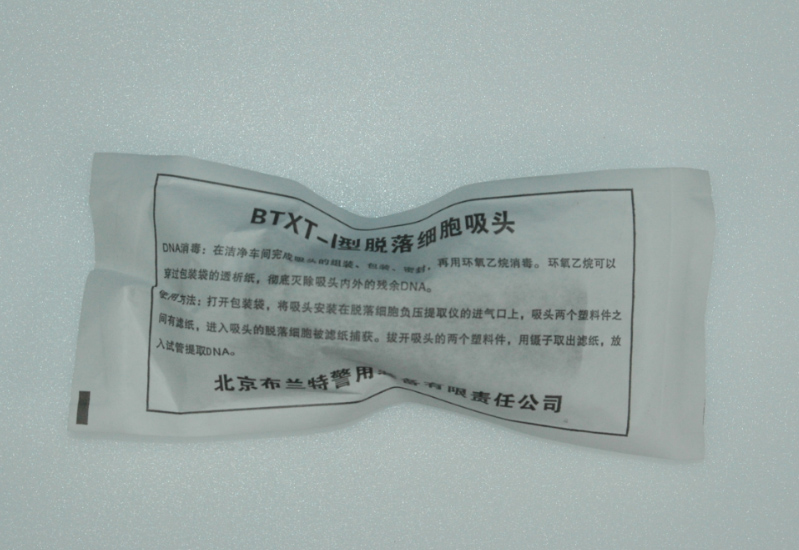 BTXT-I型脱落细胞吸头
DNA消毒：在洁净车间完成吸头的组装、包装、密封，再用环氧乙烷消毒。环氧乙烷可以
穿过包装袋的透析纸，彻底灭除吸头内外的残余DNA。
使用方法：打开包装袋，将吸头安装在脱落细胞负压提取仪的进气口上，吸头两个塑料件之
间有滤纸，进入吸头的脱落细胞被滤纸捕获。拔开吸头的两个塑料件，用镊子取出滤纸，放
入试管提取DNA。
北京布兰特警用装备有限责任公司